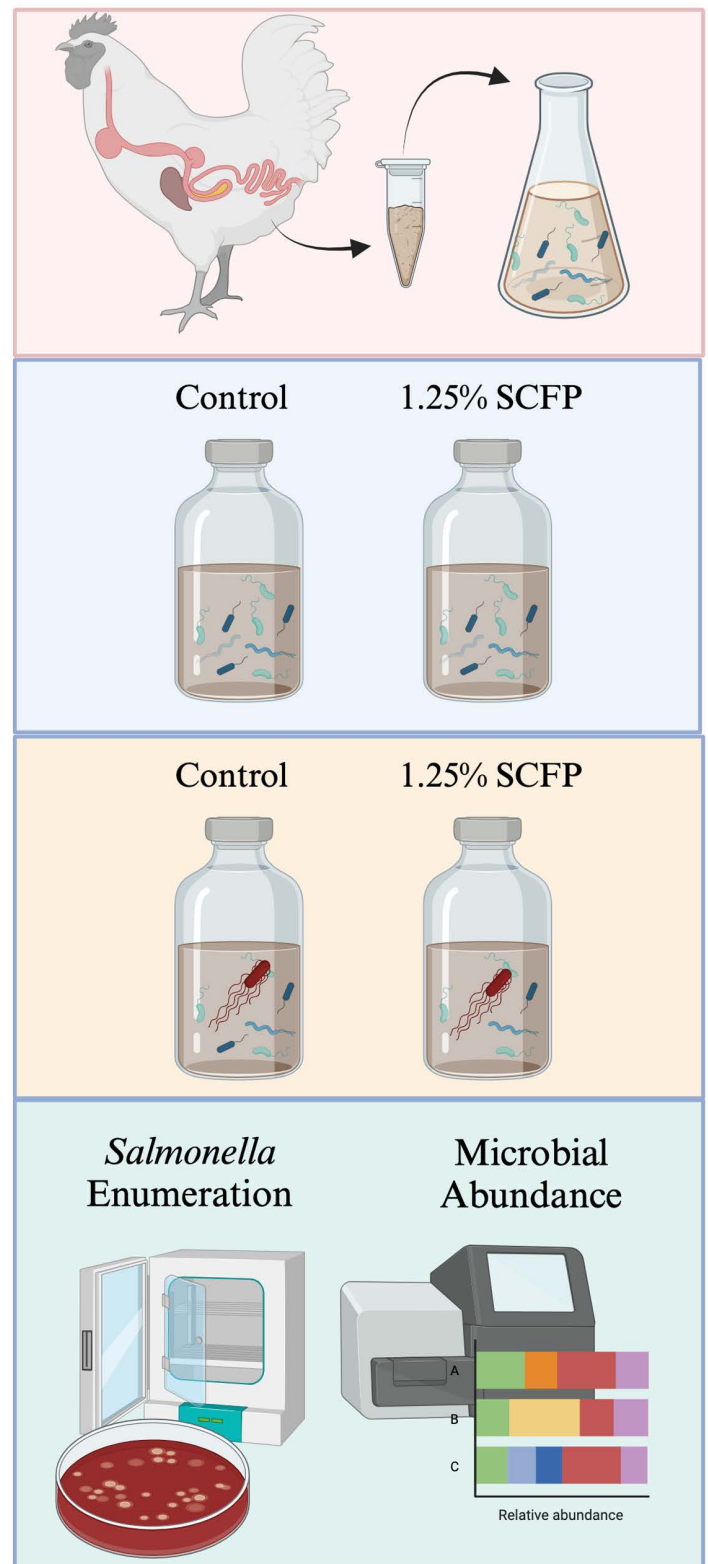 Control
1.25% SCFP
Control
1.25% SCFP
Salmonella
Enumeration
Microbial
Abundance
A
B
C
Relative abundance